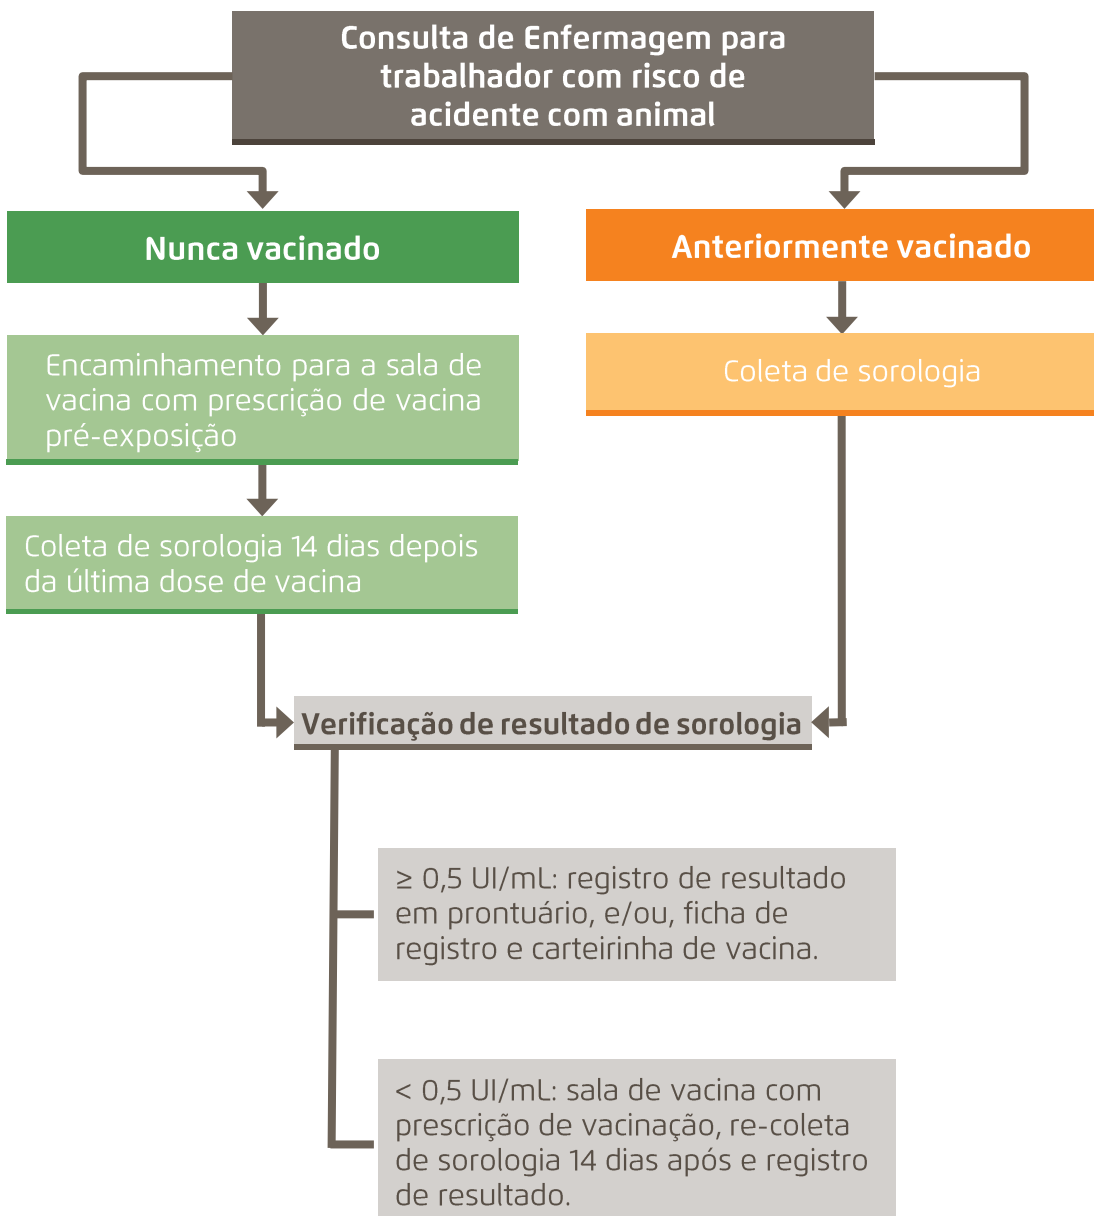 Consulta de Enfermagem para
trabalhador com risco de
acidente com animal
Nunca vacinado
Anteriormente vacinado
Encaminhamento para a sala de
vacina com prescrição de vacina
pré-exposição
Coleta de sorologia
Coleta de sorologia 14 dias depois
da última dose de vacina
Verificação de resultado de sorologia
≥ 0,5 UI/mL: registro de resultado
em prontuário, e/ou, ficha de
registro e carteirinha de vacina.
< 0,5 UI/mL: sala de vacina com
prescrição de vacinação, re-coleta
de sorologia 14 dias após e registro
de resultado.